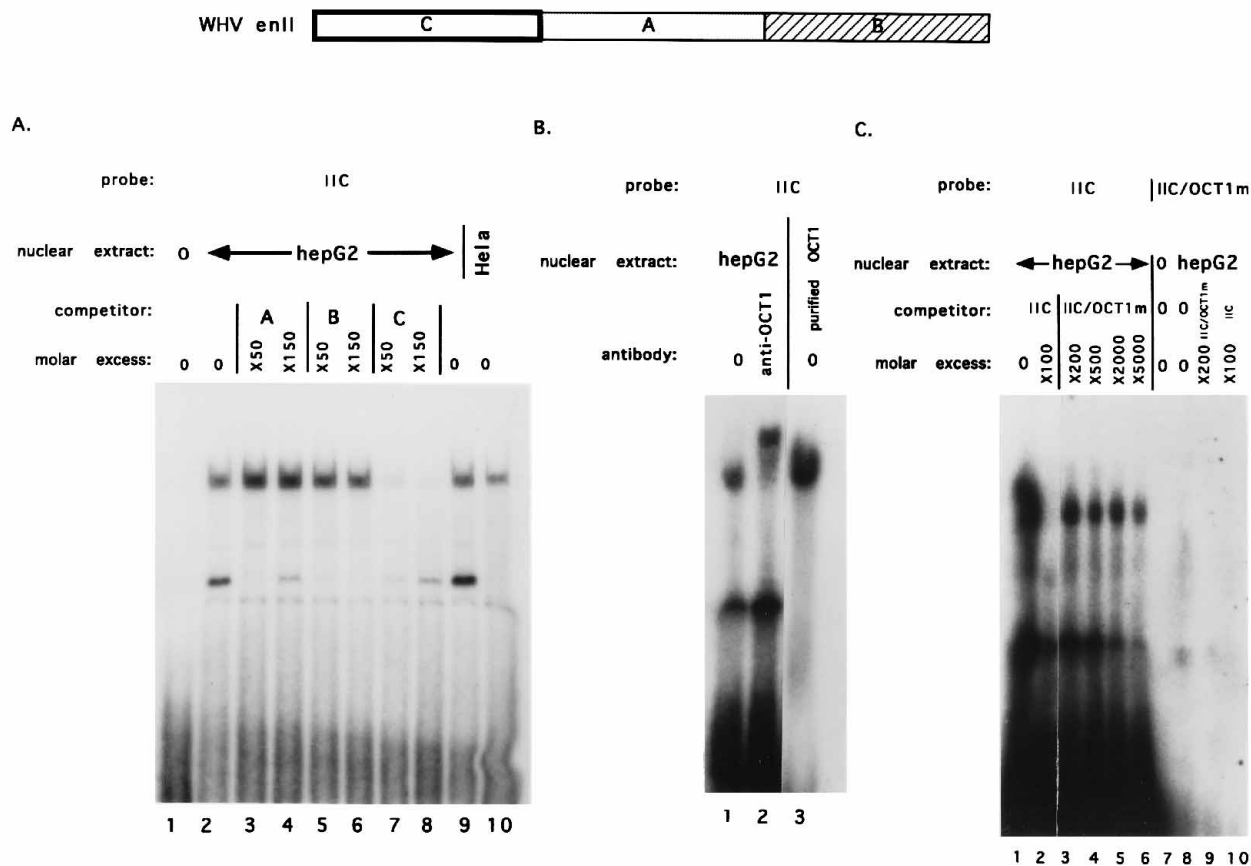 WHV enII C A B
A.
probe: IIC
nuclear extract: 0 hepG2 Hela
competitor: A B C
molar excess: 0 0 X50 X150 X50 X150 X50 X150 0 0
1 2 3 4 5 6 7 8 9 10
B.
probe: IIC
nuclear extract: hepG2 purified OCT1
antibody: 0 anti-OCT1 0
1 2 3
C.
probe: IIC IIC/OCT1m
nuclear extract: hepG2 0 hepG2
competitor: IIC IIC/OCT1m 0 0 IIC/OCT1m IIC
molar excess: 0 X100 X200 X500 X2000 X5000 0 0 X200 X100
1 2 3 4 5 6 7 8 9 10